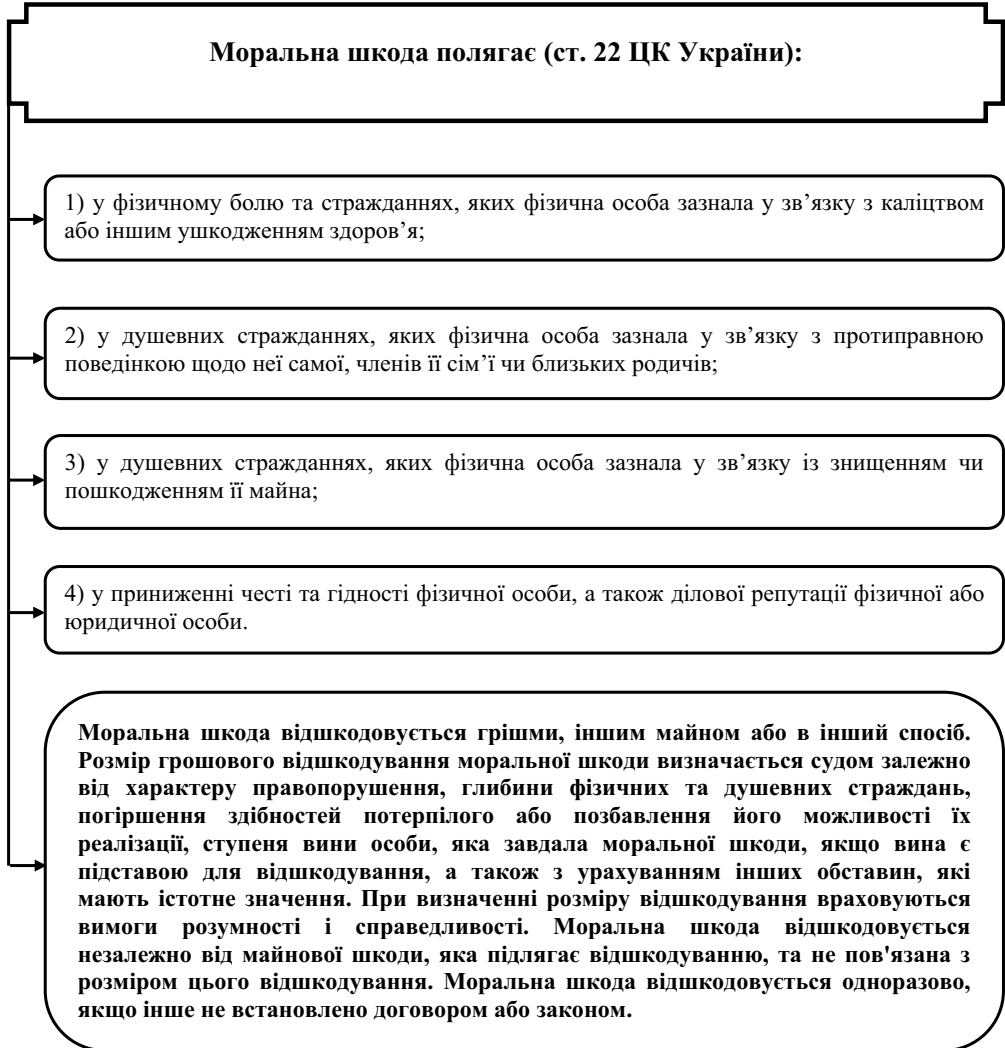 Моральна шкода полягає (ст. 22 ЦК України):
1) у фізичному болю та стражданнях, яких фізична особа зазнала у зв’язку з каліцтвом
або іншим ушкодженням здоров’я;
2) у душевних стражданнях, яких фізична особа зазнала у зв’язку з протиправною
поведінкою щодо неї самої, членів її сім’ї чи близьких родичів;
3) у душевних стражданнях, яких фізична особа зазнала у зв’язку із знищенням чи
пошкодженням її майна;
4) у приниженні честі та гідності фізичної особи, а також ділової репутації фізичної або
юридичної особи.
Моральна шкода відшкодовується грішми, іншим майном або в інший спосіб.
Розмір грошового відшкодування моральної шкоди визначається судом залежно
від характеру правопорушення, глибини фізичних та душевних страждань,
погіршення здібностей потерпілого або позбавлення його можливості їх
реалізації, ступеня вини особи, яка завдала моральної шкоди, якщо вина є
підставою для відшкодування, а також з урахуванням інших обставин, які
мають істотне значення. При визначенні розміру відшкодування враховуються
вимоги розумності і справедливості. Моральна шкода відшкодовується
незалежно від майнової шкоди, яка підлягає відшкодуванню, та не пов'язана з
розміром цього відшкодування. Моральна шкода відшкодовується одноразово,
якщо інше не встановлено договором або законом.